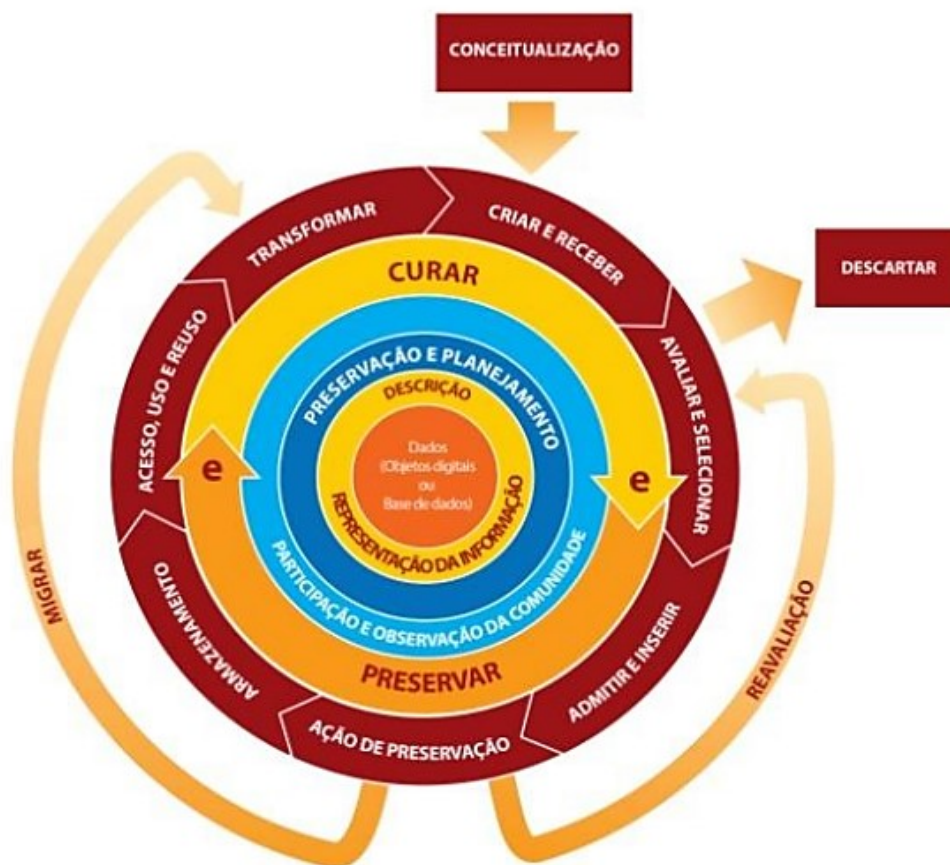 CONCEITUALIZAÇÃO
CRIAR E RECEBER
DESCARTAR
AVALIAR E SELECIONAR
ADMITIR E INSERIR
AÇÃO DE PRESERVAÇÃO
ARMAZENAMENTO
ACESSO, USO E REUSO
TRANSFORMAR
MIGRAR
REAVALIAÇÃO
CURAR
e
PRESERVAR
e
PARTICIPAÇÃO E OBSERVAÇÃO DA COMUNIDADE
PRESERVAÇÃO E PLANEJAMENTO
DESCRIÇÃO
REPRESENTAÇÃO DA INFORMAÇÃO
Dados
(Objetos digitais
ou
Base de dados)